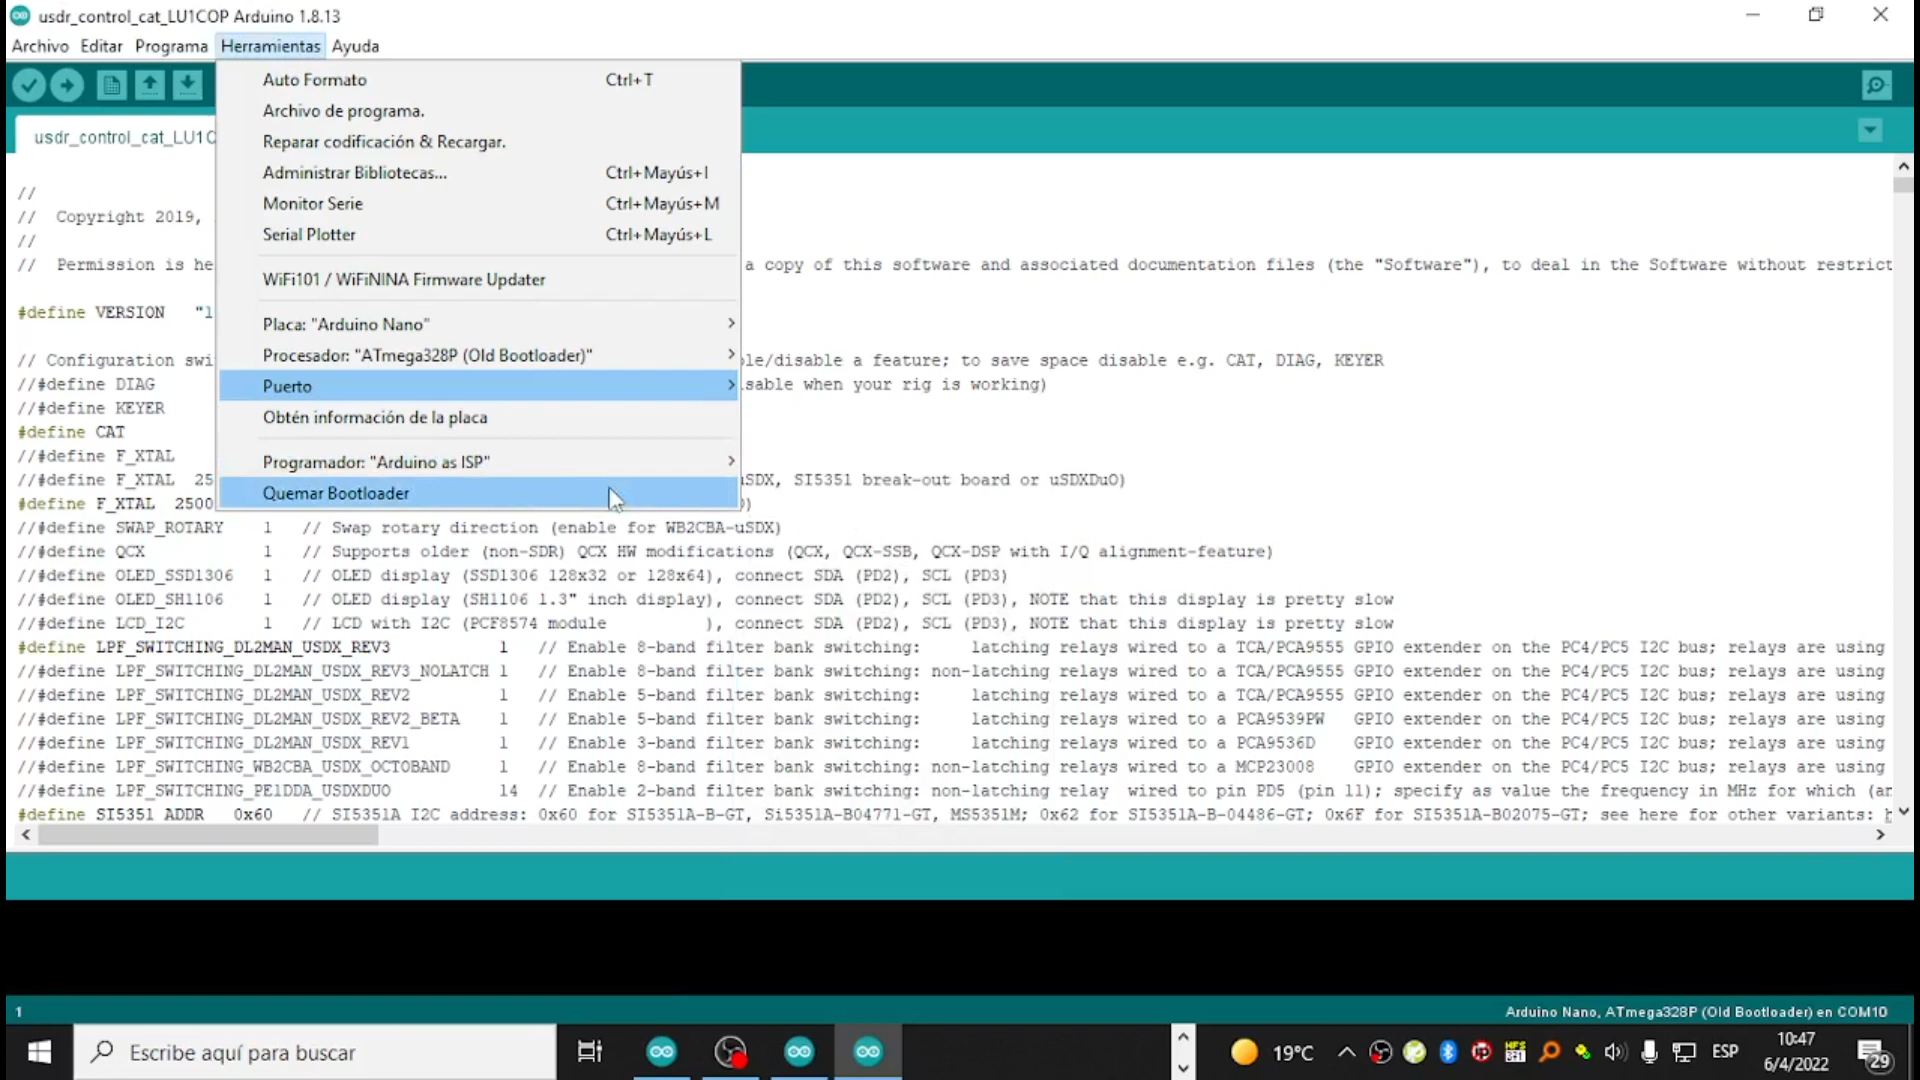 usdr_control_cat_LU1COP Arduino 1.8.13
Archivo Editar Programa Herramientas Ayuda
Auto Formato Ctrl+T
Archivo de programa.
Reparar codificación & Recargar.
Administrar Bibliotecas... Ctrl+Mayús+I
Monitor Serie Ctrl+Mayús+M
Serial Plotter Ctrl+Mayús+L
WiFi101 / WiFiNINA Firmware Updater
Placa: "Arduino Nano"
Procesador: "ATmega328P (Old Bootloader)"
Puerto
Obtén información de la placa
Programador: "Arduino as ISP"
Quemar Bootloader
usdr_control_cat_LU1C
//
// Copyright 2019,
//
// Permission is he a copy of this software and associated documentation files (the "Software"), to deal in the Software without restrict
#define VERSION "1
// Configuration swi le/disable a feature; to save space disable e.g. CAT, DIAG, KEYER
//#define DIAG sable when your rig is working)
//#define KEYER
#define CAT
//#define F_XTAL
//#define F_XTAL 25 SDX, SI5351 break-out board or uSDXDuO)
#define F_XTAL 2500 )
//#define SWAP_ROTARY 1 // Swap rotary direction (enable for WB2CBA-uSDX)
//#define QCX 1 // Supports older (non-SDR) QCX HW modifications (QCX, QCX-SSB, QCX-DSP with I/Q alignment-feature)
//#define OLED_SSD1306 1 // OLED display (SSD1306 128x32 or 128x64), connect SDA (PD2), SCL (PD3)
//#define OLED_SH1106 1 // OLED display (SH1106 1.3" inch display), connect SDA (PD2), SCL (PD3), NOTE that this display is pretty slow
//#define LCD_I2C 1 // LCD with I2C (PCF8574 module ), connect SDA (PD2), SCL (PD3), NOTE that this display is pretty slow
#define LPF_SWITCHING_DL2MAN_USDX_REV3 1 // Enable 8-band filter bank switching: latching relays wired to a TCA/PCA9555 GPIO extender on the PC4/PC5 I2C bus; relays are using
//#define LPF_SWITCHING_DL2MAN_USDX_REV3_NOLATCH 1 // Enable 8-band filter bank switching: non-latching relays wired to a TCA/PCA9555 GPIO extender on the PC4/PC5 I2C bus; relays are using
//#define LPF_SWITCHING_DL2MAN_USDX_REV2 1 // Enable 5-band filter bank switching: latching relays wired to a TCA/PCA9555 GPIO extender on the PC4/PC5 I2C bus; relays are using
//#define LPF_SWITCHING_DL2MAN_USDX_REV2_BETA 1 // Enable 5-band filter bank switching: latching relays wired to a PCA9539PW GPIO extender on the PC4/PC5 I2C bus; relays are using
//#define LPF_SWITCHING_DL2MAN_USDX_REV1 1 // Enable 3-band filter bank switching: latching relays wired to a PCA9536D GPIO extender on the PC4/PC5 I2C bus; relays are using
//#define LPF_SWITCHING_WB2CBA_USDX_OCTOBAND 1 // Enable 8-band filter bank switching: non-latching relays wired to a MCP23008 GPIO extender on the PC4/PC5 I2C bus; relays are using
//#define LPF_SWITCHING_PE1DDA_USDXDUO 14 // Enable 2-band filter bank switching: non-latching relay wired to pin PD5 (pin 11); specify as value the frequency in MHz for which (an
#define SI5351_ADDR 0x60 // SI5351A I2C address: 0x60 for SI5351A-B-GT, Si5351A-B04771-GT, MS5351M; 0x62 for SI5351A-B-04486-GT; 0x6F for SI5351A-B02075-GT; see here for other variants: h
1 Arduino Nano, ATmega328P (Old Bootloader) en COM10
Escribe aquí para buscar
19°C
ESP
10:47
6/4/2022
29